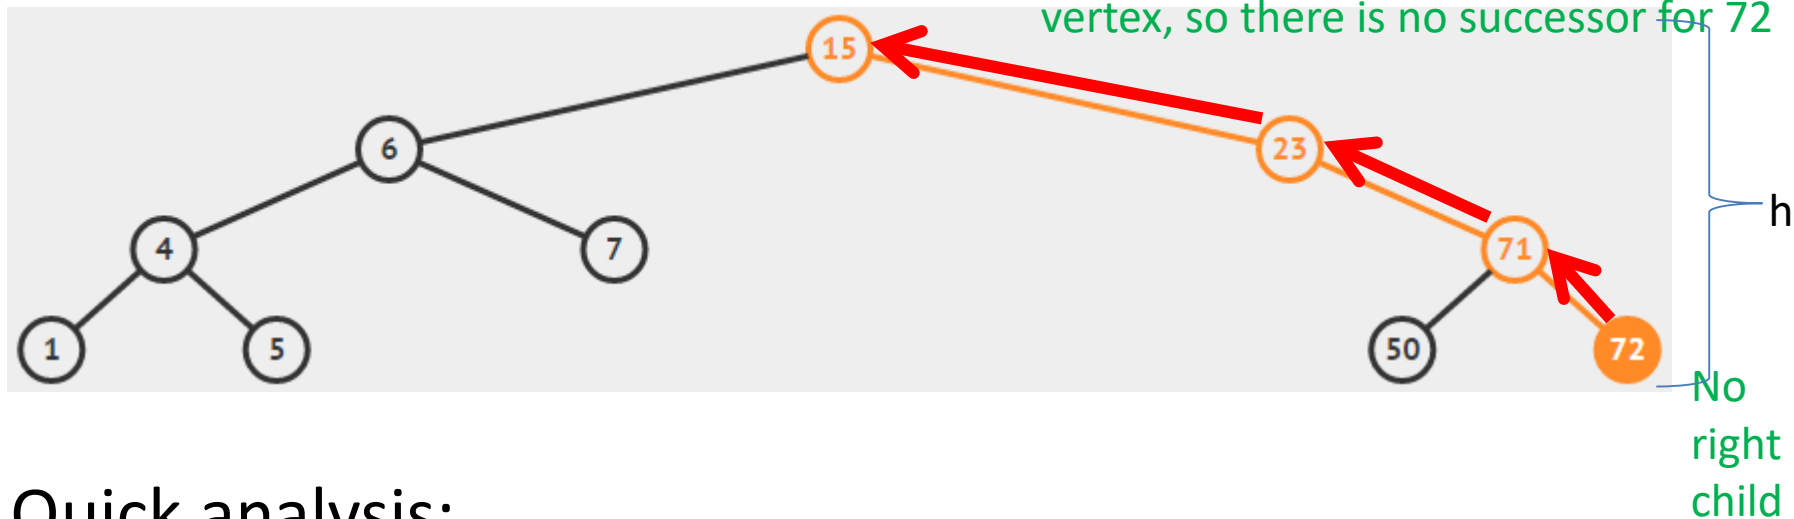 vertex, so there is no successor for 72
15
6
23
4
7
71
h
1
5
50
72
No
right
child
Quick analysis: